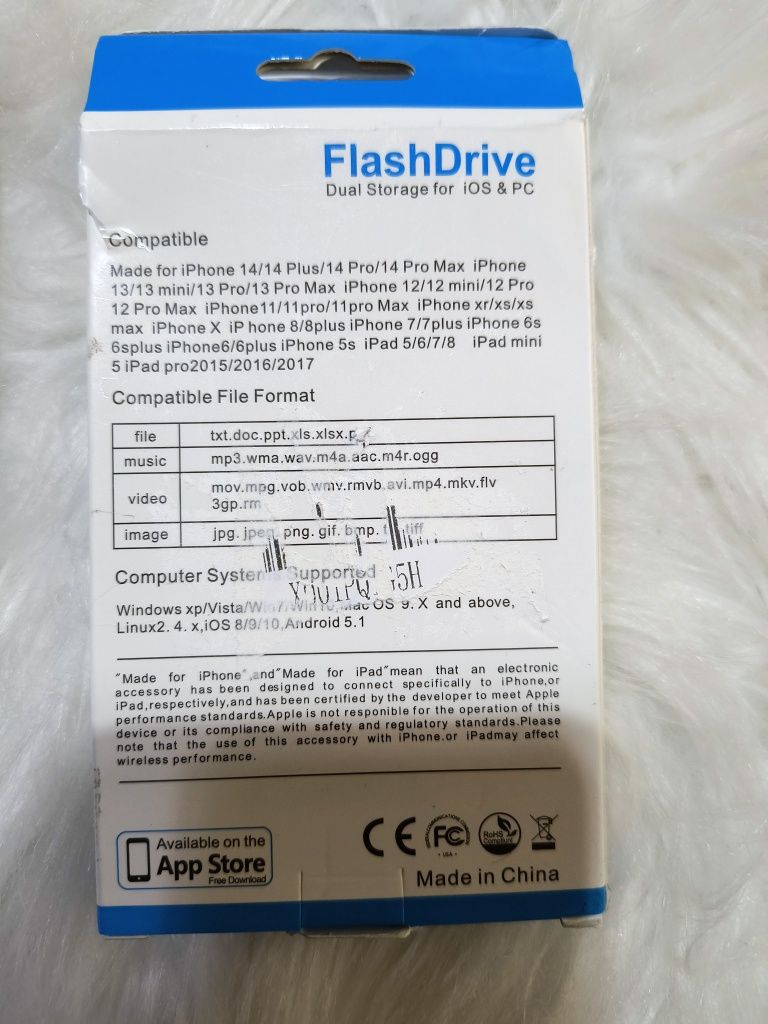 FlashDrive
Dual Storage for iOS & PC
Compatible
Made for iPhone 14/14 Plus/14 Pro/14 Pro Max iPhone
13/13 mini/13 Pro/13 Pro Max iPhone 12/12 mini/12 Pro
12 Pro Max iPhone11/11pro/11pro Max iPhone xr/xs/xs
max iPhone X iP hone 8/8plus iPhone 7/7plus iPhone 6s
6splus iPhone6/6plus iPhone 5s iPad 5/6/7/8 iPad mini
5 iPad pro2015/2016/2017
Compatible File Format
file txt.doc.ppt.xls.xlsx.
music mp3.wma.wav.m4a.aac.m4r.ogg
video mov.mpg.vob.wmv.rmvb.avi.mp4.mkv.flv
3gp.rm
image jpg. jpeg. png. gif. bmp. tiff
Computer System Supported
Windows xp/Vista/Win7/Win10,Mac OS 9. X and above,
Linux2. 4. x,iOS 8/9/10,Android 5.1
"Made for iPhone",and"Made for iPad"mean that an electronic
accessory has been designed to connect specifically to iPhone,or
iPad,respectively,and has been certified by the developer to meet Apple
performance standards.Apple is not responible for the operation of this
device or its compliance with safety and regulatory standards.Please
note that the use of this accessory with iPhone.or iPadmay affect
wireless performance.
Available on the
App Store
Free Download
CE
FC
USA
RoHS
Compliant
Made in China